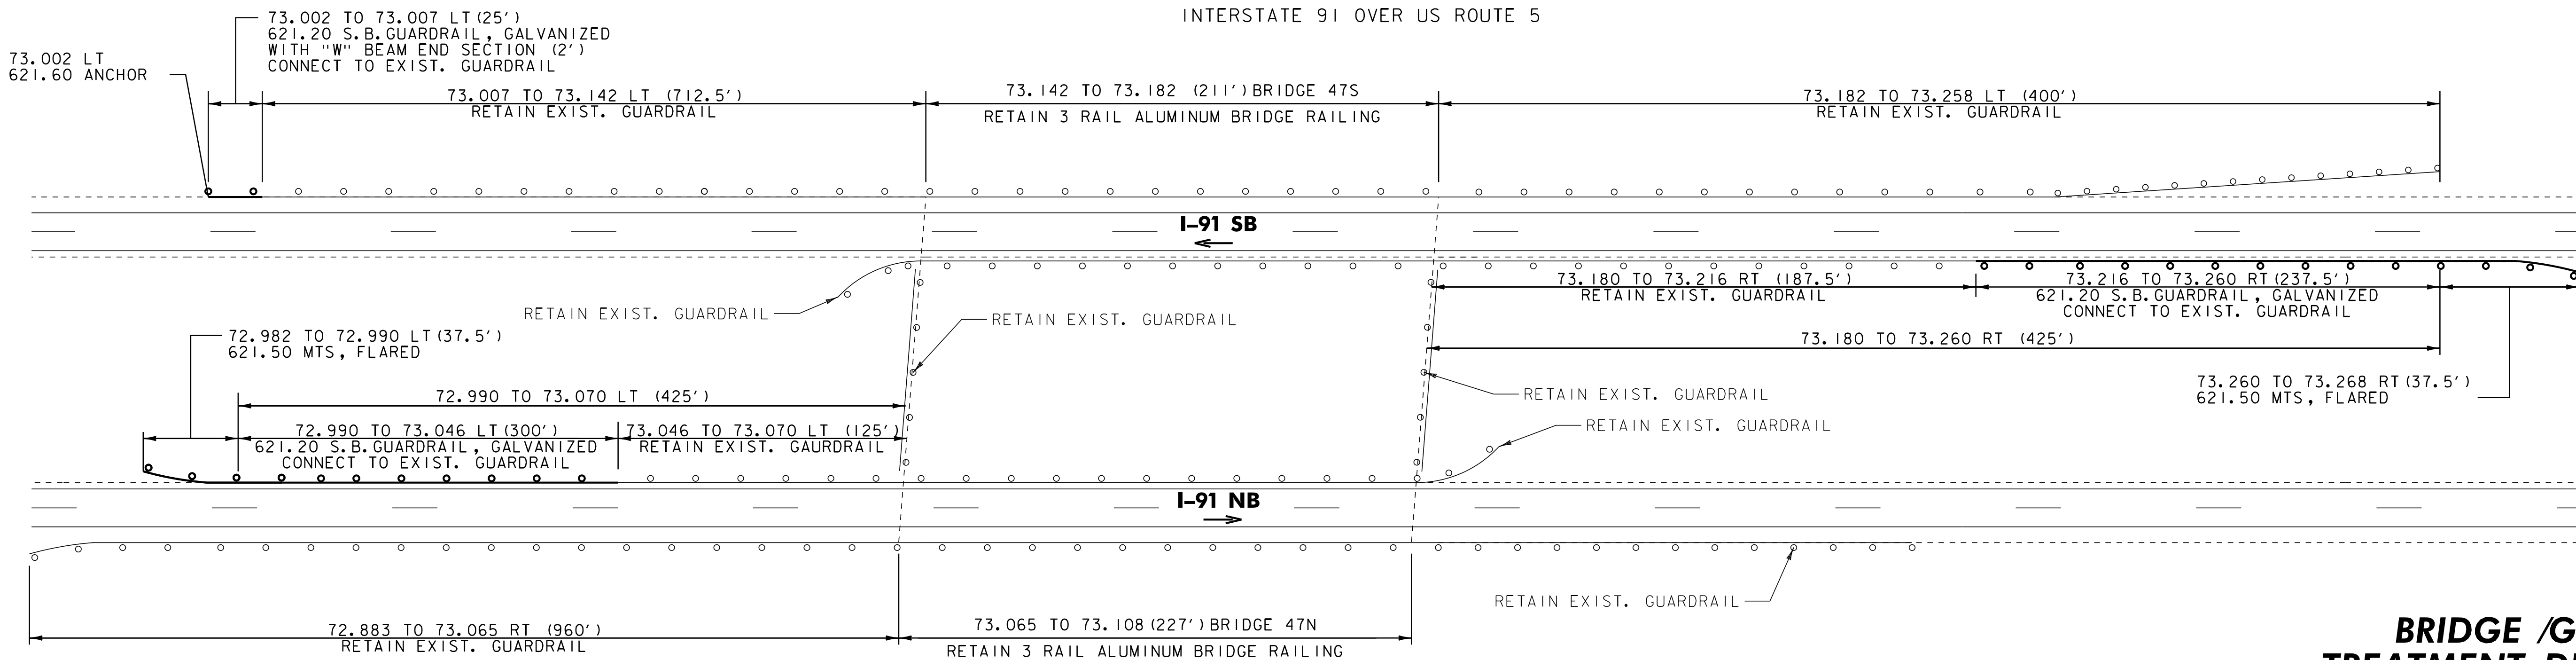 INTERSTATE 91 OVER US ROUTE 5
73.002 TO 73.007 LT (25')
621.20 S.B. GUARDRAIL, GALVANIZED
WITH "W" BEAM END SECTION (2')
CONNECT TO EXIST. GUARDRAIL
73.002 LT
621.60 ANCHOR
73.007 TO 73.142 LT (712.5')
RETAIN EXIST. GUARDRAIL
73.142 TO 73.182 (211') BRIDGE 47S
RETAIN 3 RAIL ALUMINUM BRIDGE RAILING
73.182 TO 73.258 LT (400')
RETAIN EXIST. GUARDRAIL
I-91 SB
73.180 TO 73.216 RT (187.5')
RETAIN EXIST. GUARDRAIL
73.216 TO 73.260 RT (237.5')
621.20 S.B. GUARDRAIL, GALVANIZED
CONNECT TO EXIST. GUARDRAIL
RETAIN EXIST. GUARDRAIL
RETAIN EXIST. GUARDRAIL
72.982 TO 72.990 LT (37.5')
621.50 MTS, FLARED
73.180 TO 73.260 RT (425')
73.260 TO 73.268 RT (37.5')
621.50 MTS, FLARED
72.990 TO 73.070 LT (425')
RETAIN EXIST. GUARDRAIL
RETAIN EXIST. GUARDRAIL
72.990 TO 73.046 LT (300')
621.20 S.B. GUARDRAIL, GALVANIZED
CONNECT TO EXIST. GUARDRAIL
73.046 TO 73.070 LT (125')
RETAIN EXIST. GAURDRAIL
I-91 NB
RETAIN EXIST. GUARDRAIL
72.883 TO 73.065 RT (960')
RETAIN EXIST. GUARDRAIL
73.065 TO 73.108 (227') BRIDGE 47N
RETAIN 3 RAIL ALUMINUM BRIDGE RAILING
BRIDGE /G